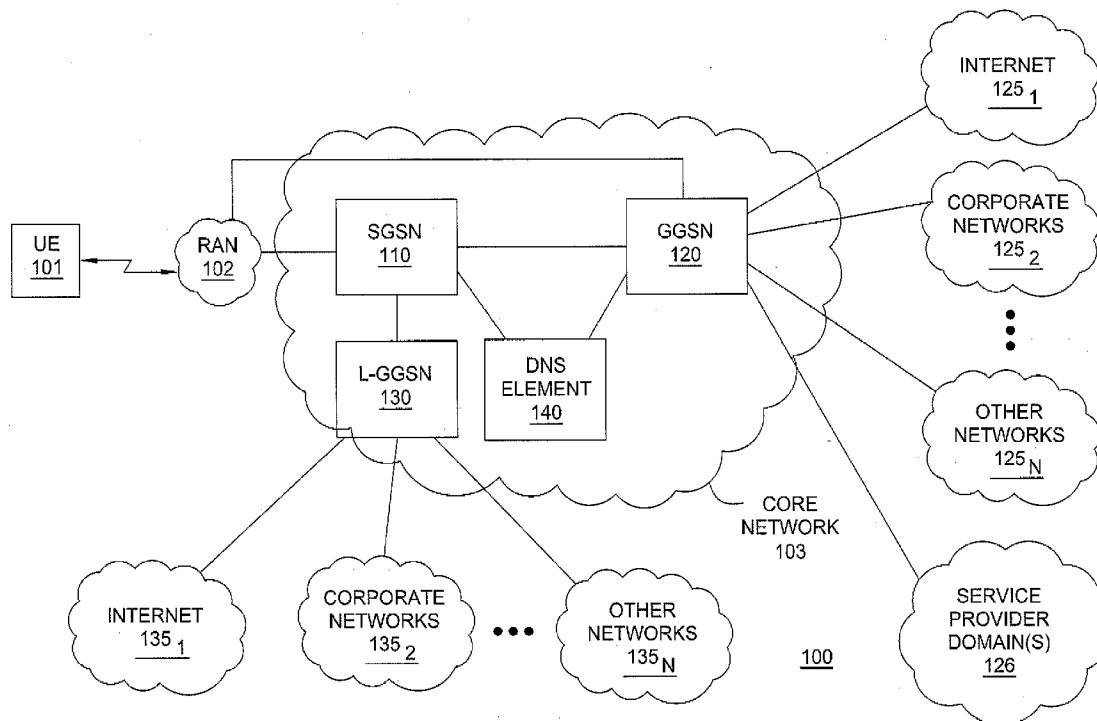 INTERNET
125 1
CORPORATE
NETWORKS
125 2
UE
101
RAN
102
SGSN
110
GGSN
120
L-GGSN
130
DNS
ELEMENT
140
OTHER
NETWORKS
125 N
CORE
NETWORK
103
INTERNET
135 1
CORPORATE
NETWORKS
135 2
OTHER
NETWORKS
135 N
100
SERVICE
PROVIDER
DOMAIN(S)
126